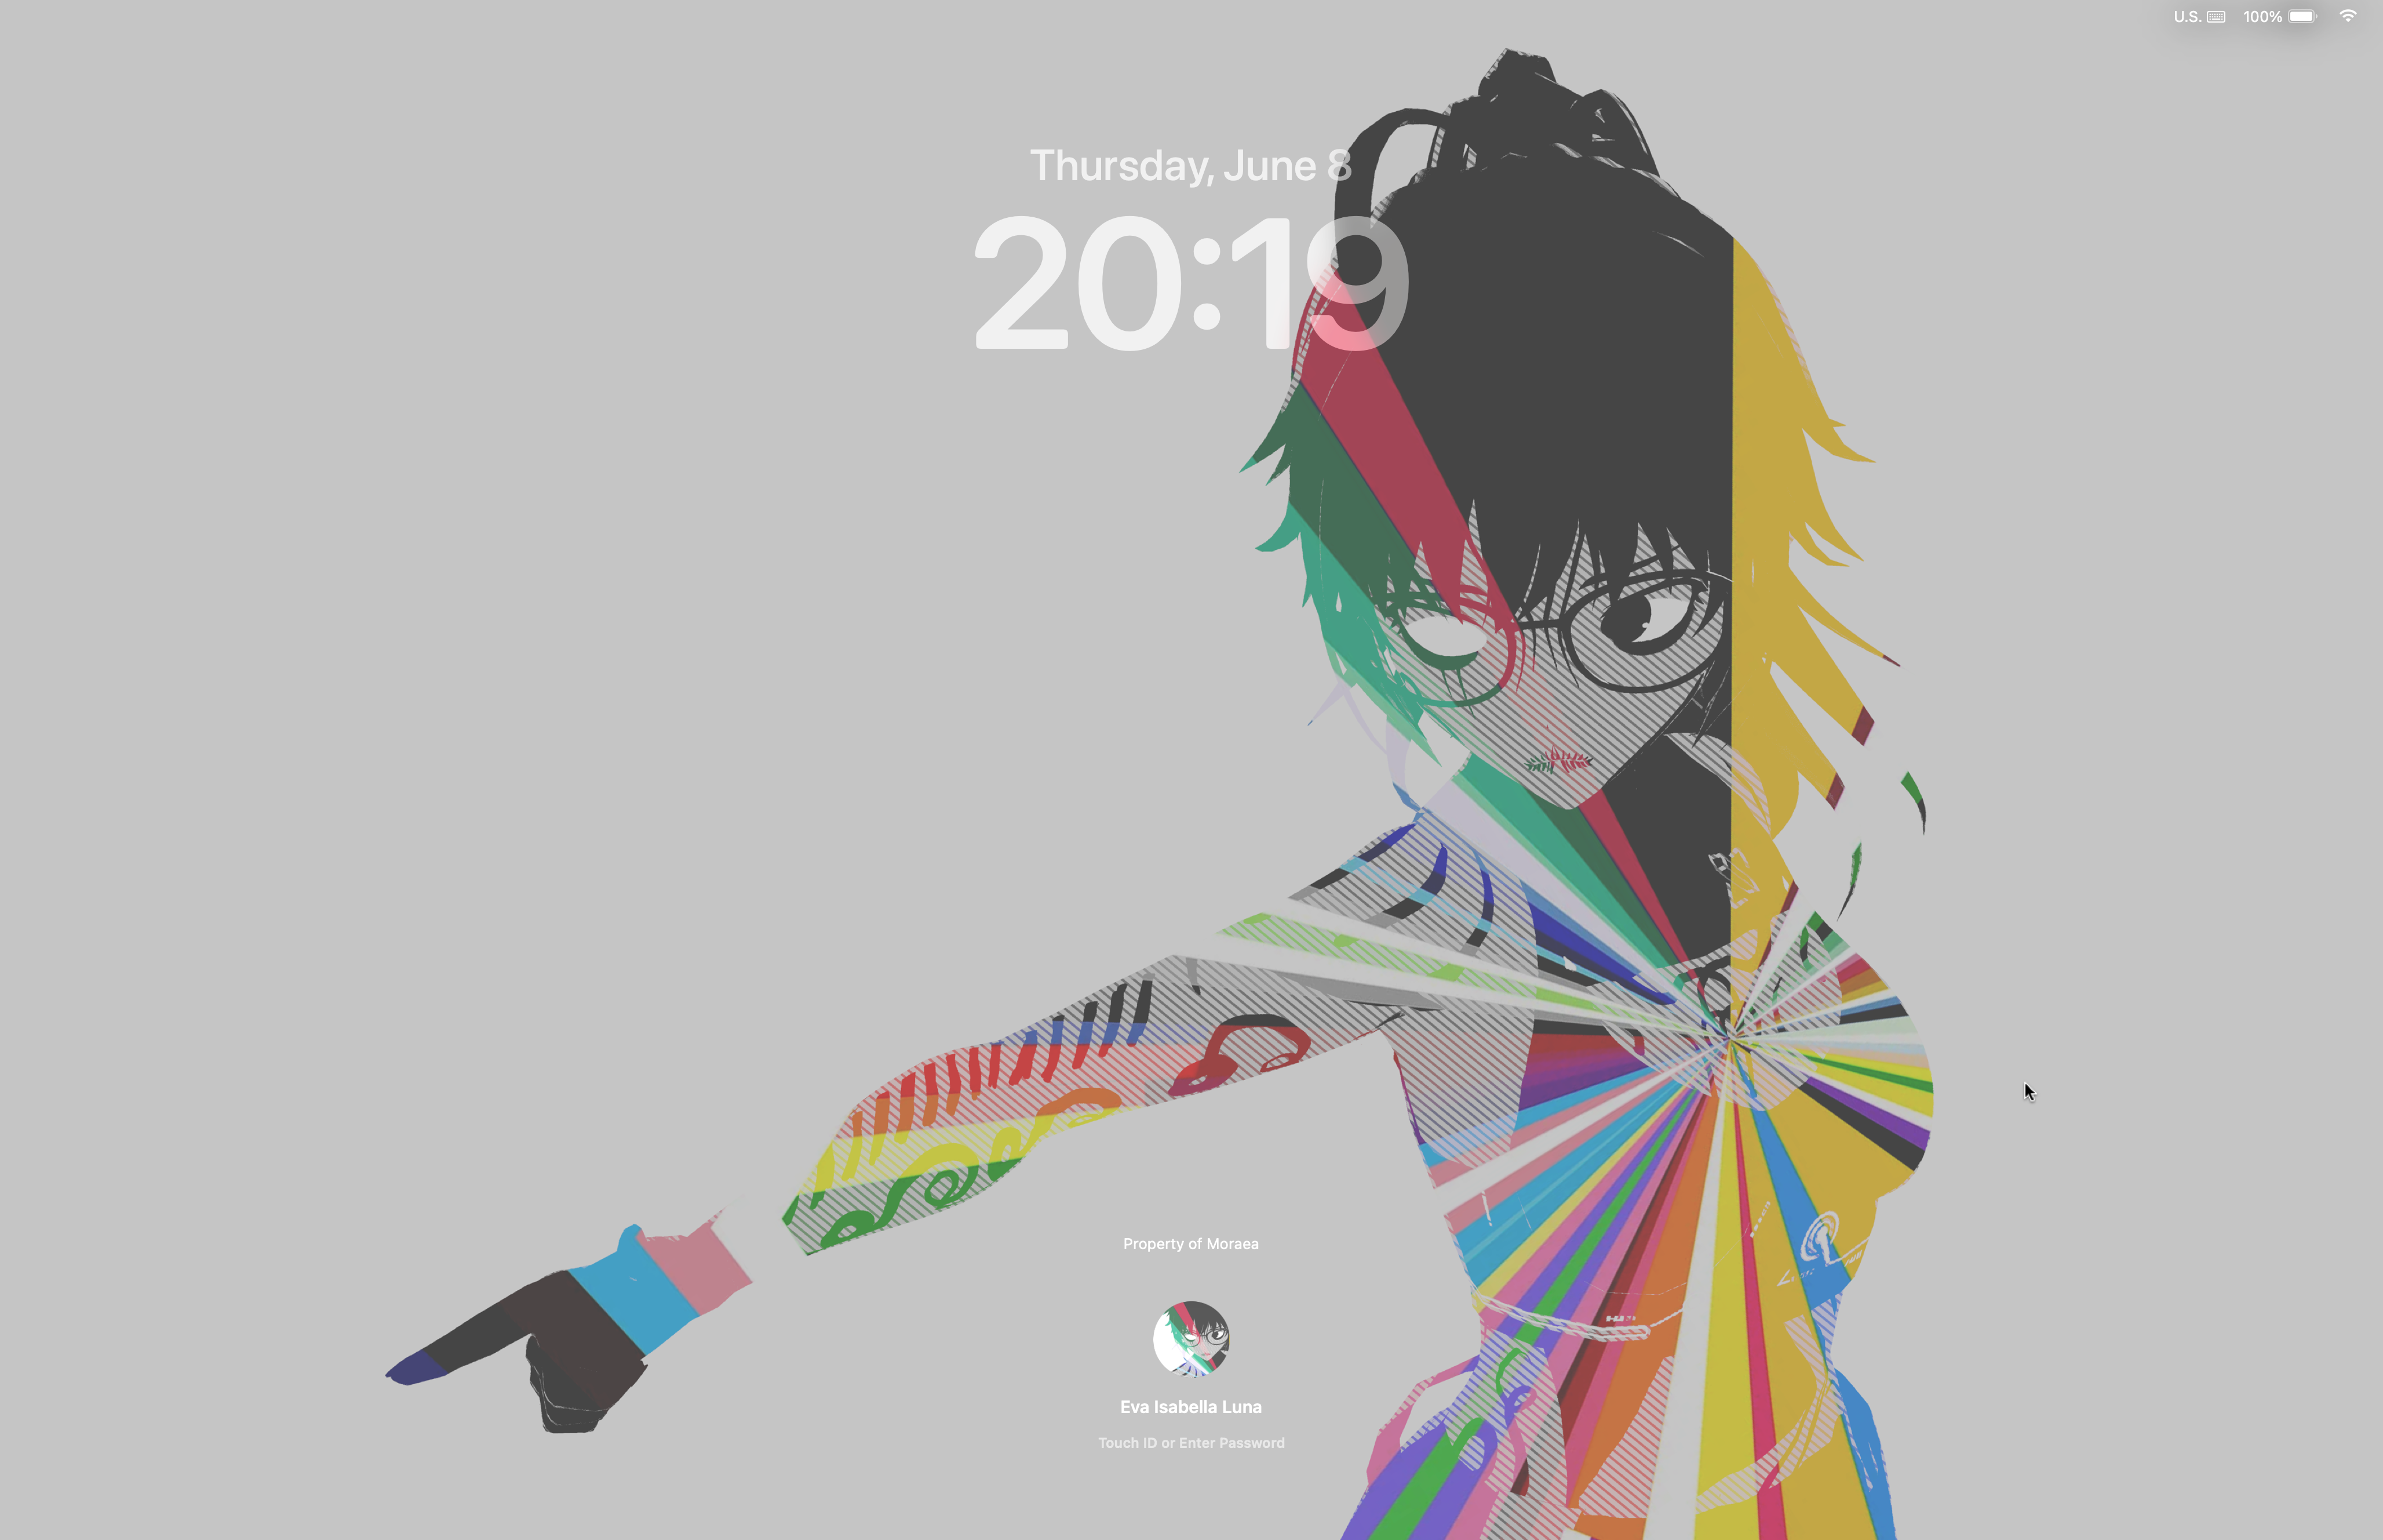 U.S. 100%
Thursday, June 8
20:19
Property of Moraea
Eva Isabella Luna
Touch ID or Enter Password